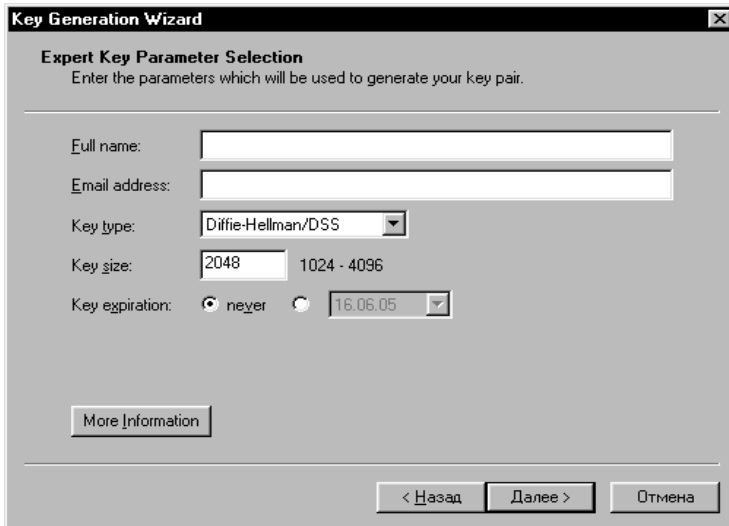 Key Generation Wizard
Expert Key Parameter Selection
Enter the parameters which will be used to generate your key pair.
Full name:
Email address:
Key type: Diffie-Hellman/DSS
Key size: 2048 1024 - 4096
Key expiration: never 16.06.05
More Information
< Назад Далее > Отмена